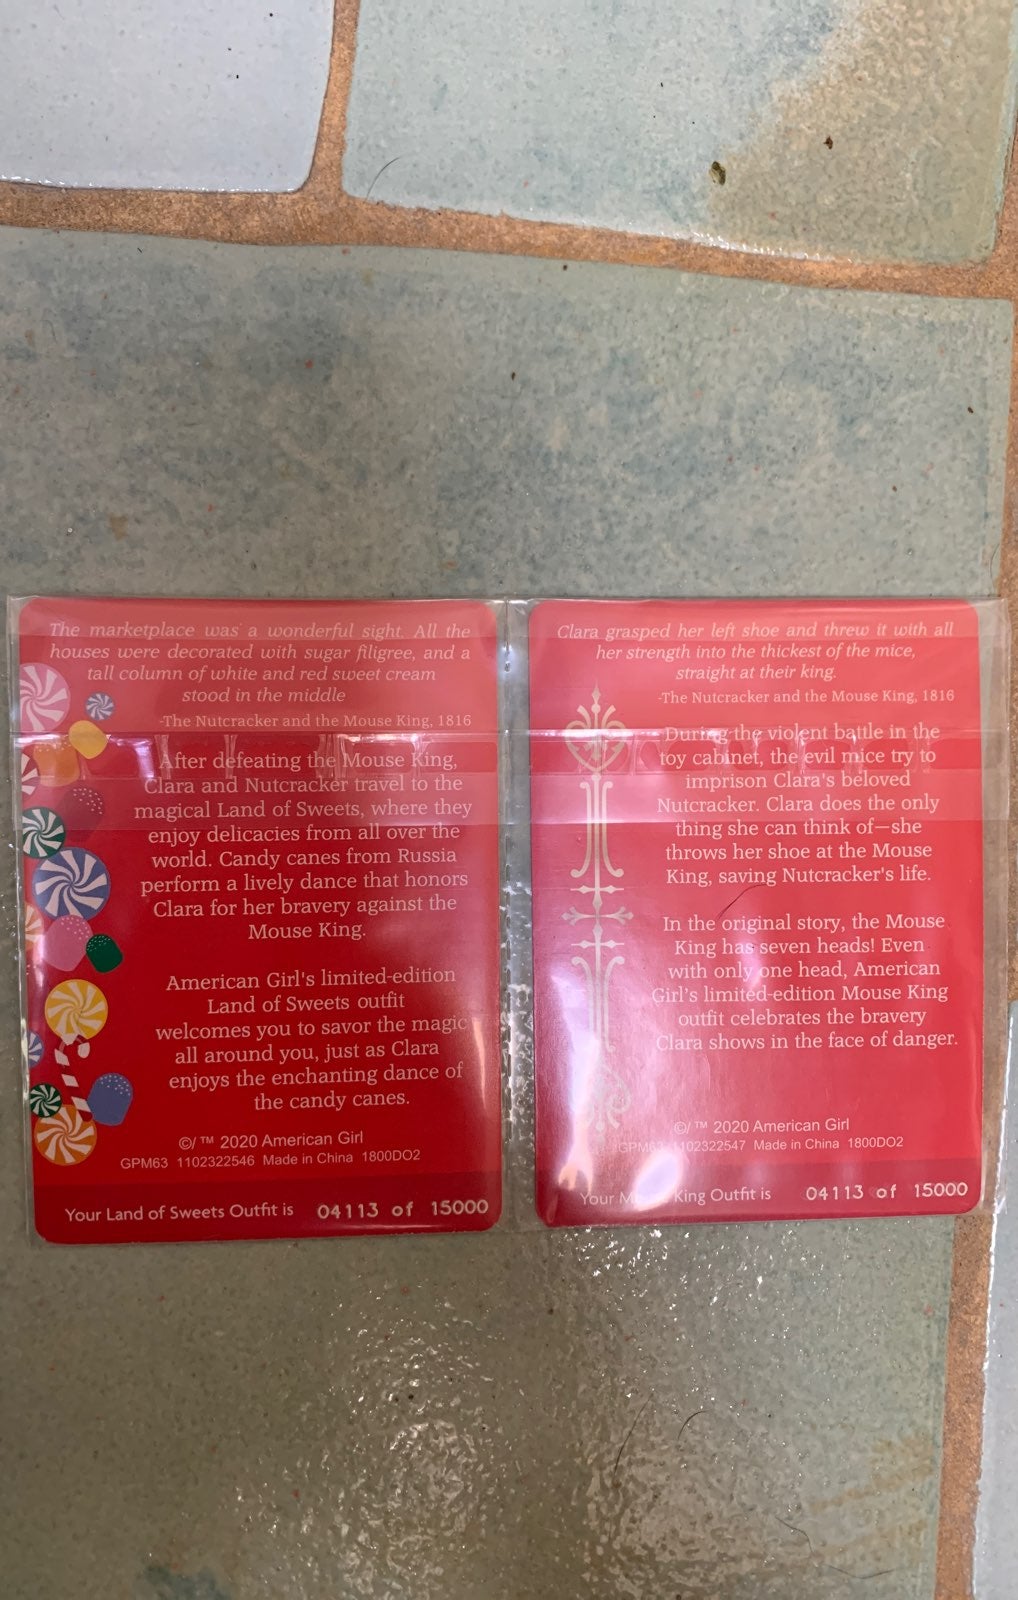 The marketplace was a wonderful sight. All the
houses were decorated with sugar filigree, and a
tall column of white and red sweet cream
stood in the middle
-The Nutcracker and the Mouse King, 1816
After defeating the Mouse King,
Clara and Nutcracker travel to the
magical Land of Sweets, where they
enjoy delicacies from all over the
world. Candy canes from Russia
perform a lively dance that honors
Clara for her bravery against the
Mouse King.
American Girl's limited-edition
Land of Sweets outfit
welcomes you to savor the magic
all around you, just as Clara
enjoys the enchanting dance of
the candy canes.
©/™ 2020 American Girl
GPM63 1102322546 Made in China 1800DO2
Your Land of Sweets Outfit is 04113 of 15000
Clara grasped her left shoe and threw it with all
her strength into the thickest of the mice,
straight at their king.
-The Nutcracker and the Mouse King, 1816
During the violent battle in the
toy cabinet, the evil mice try to
imprison Clara's beloved
Nutcracker. Clara does the only
thing she can think of—she
throws her shoe at the Mouse
King, saving Nutcracker's life.
In the original story, the Mouse
King has seven heads! Even
with only one head, American
Girl's limited-edition Mouse King
outfit celebrates the bravery
Clara shows in the face of danger.
©/™ 2020 American Girl
GPM63 1102322547 Made in China 1800DO2
Your Mouse King Outfit is 04113 of 15000